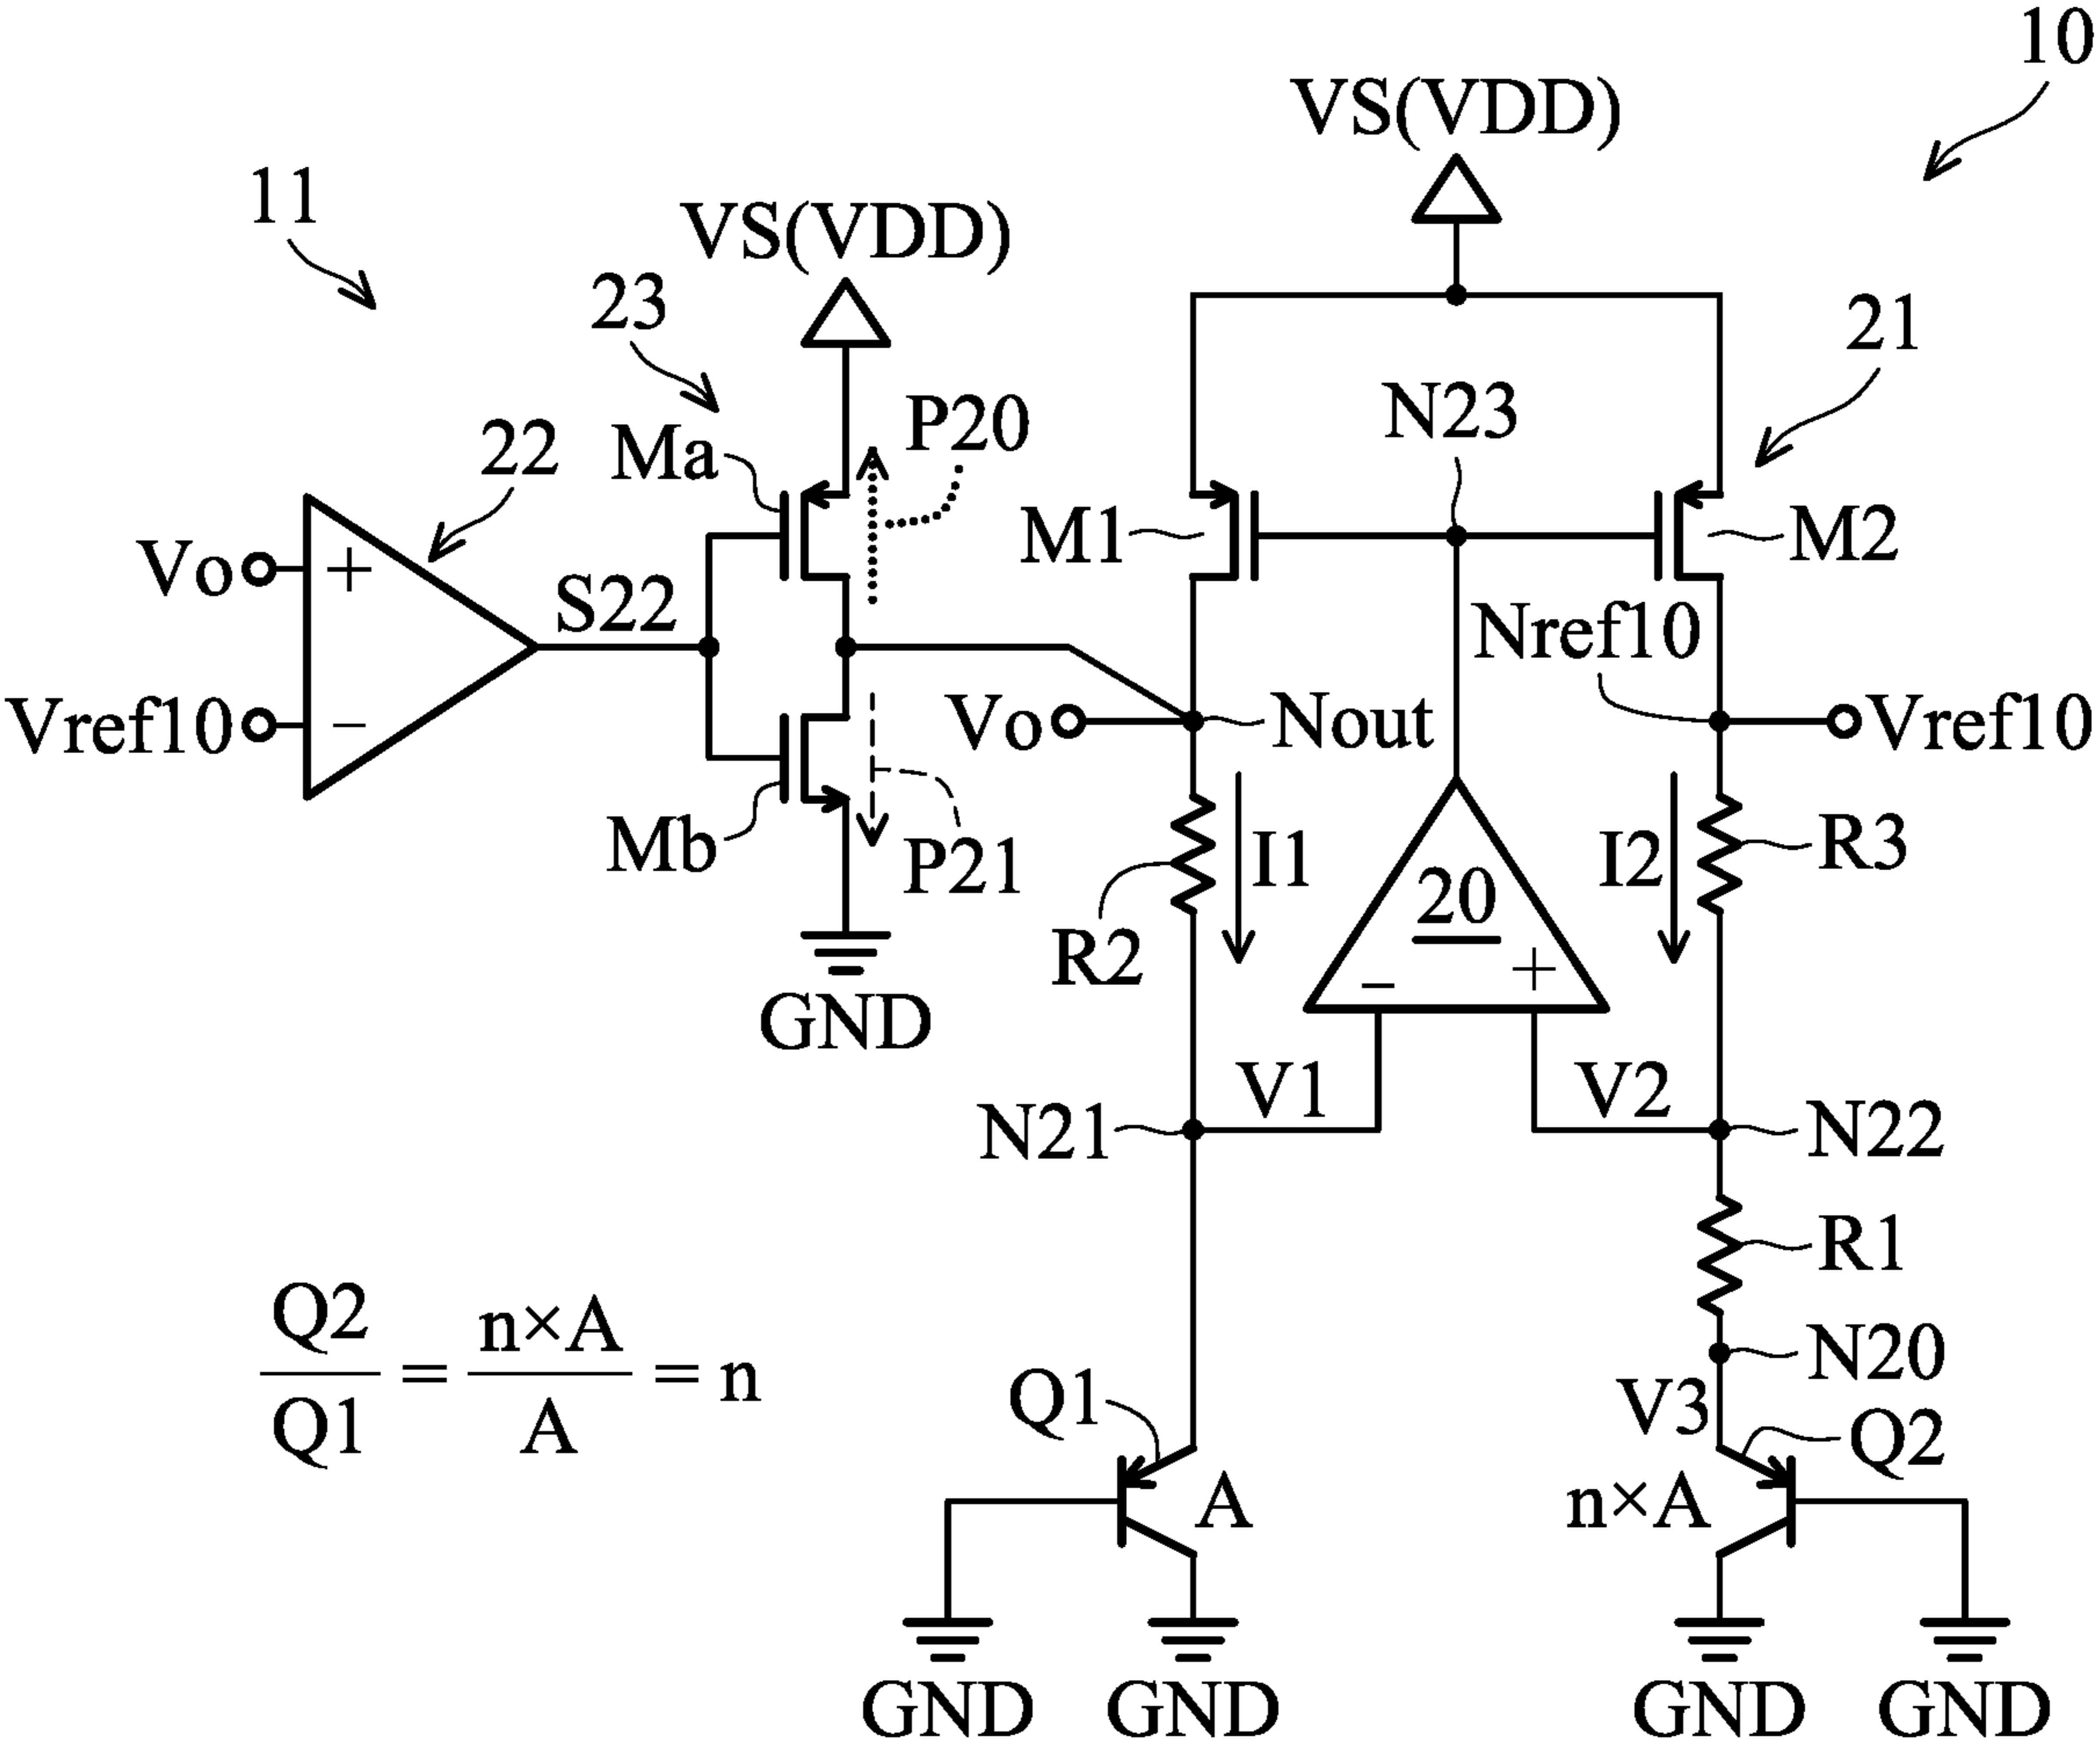 10
VS(VDD)
11
VS(VDD)
23
21
N23
P20
Ma
22
M1
M2
Vo
+
S22
Nref10
Vref10
−
Vo
Nout
Vref10
Mb
P21
I1
20
I2
R3
R2
− +
GND
V1
V2
N21
N22
R1
Q2/Q1 = n×A/A = n
N20
V3
Q1
Q2
A
n×A
GND GND GND GND